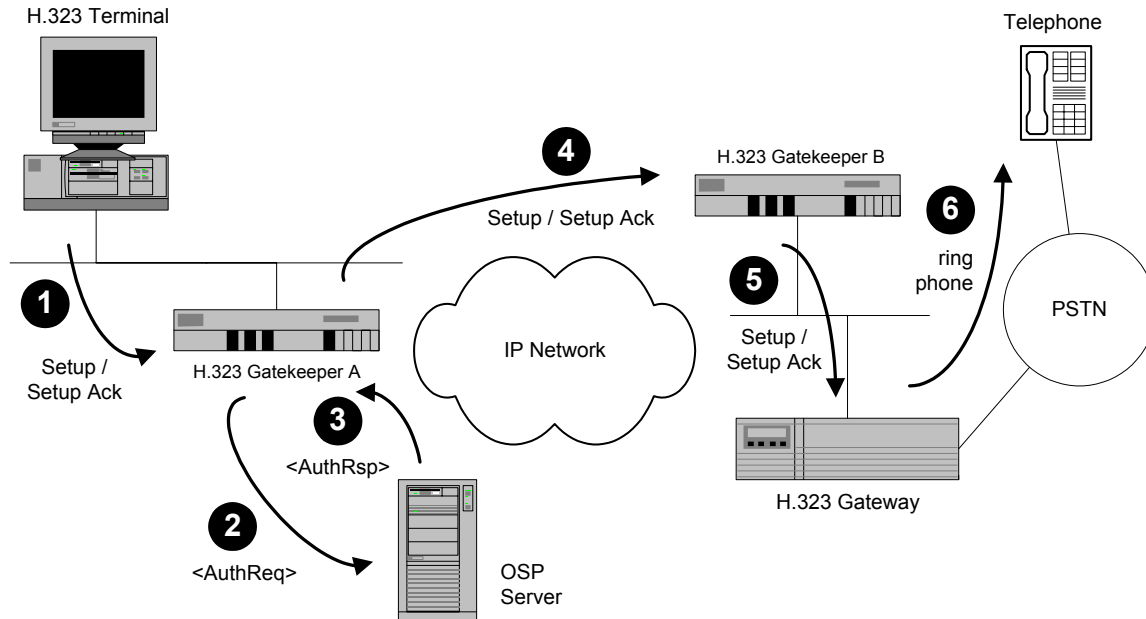 H.323 Terminal
Telephone
4
H.323 Gatekeeper B
Setup / Setup Ack
6
ring
phone
1
5
PSTN
Setup /
Setup Ack
IP Network
Setup /
Setup Ack
H.323 Gatekeeper A
3
<AuthRsp>
H.323 Gateway
2
<AuthReq>
OSP
Server